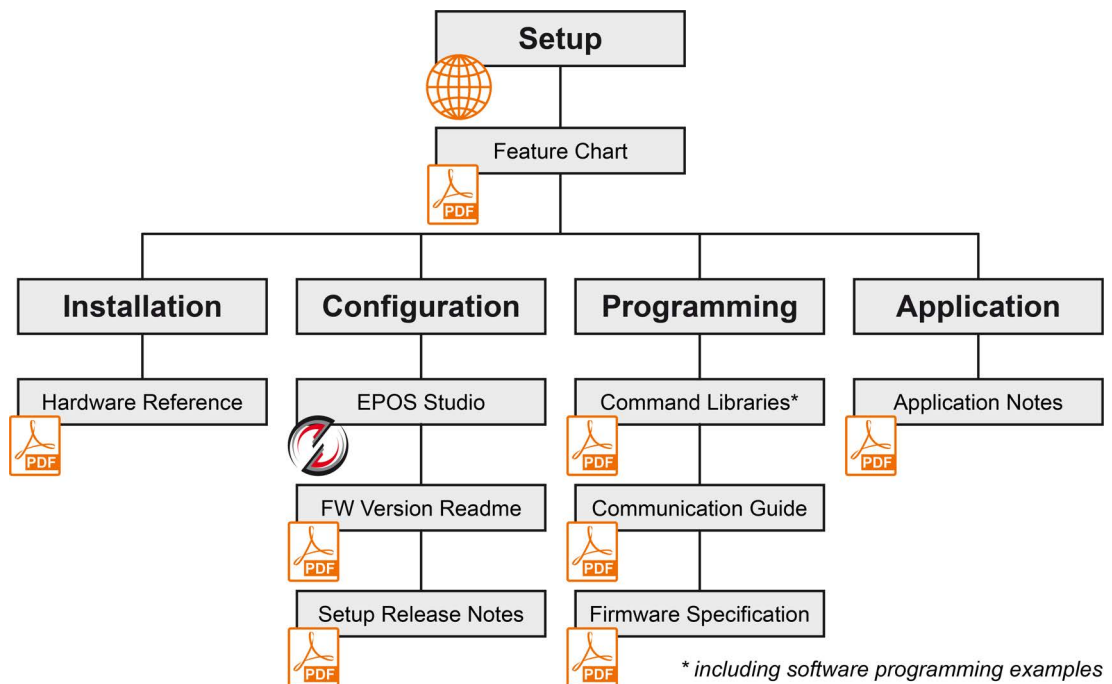 Setup
Feature Chart
PDF
Installation
Configuration
Programming
Application
Hardware Reference
EPOS Studio
Command Libraries*
Application Notes
PDF
PDF
PDF
FW Version Readme
Communication Guide
PDF
PDF
Setup Release Notes
Firmware Specification
PDF
PDF
* including software programming examples